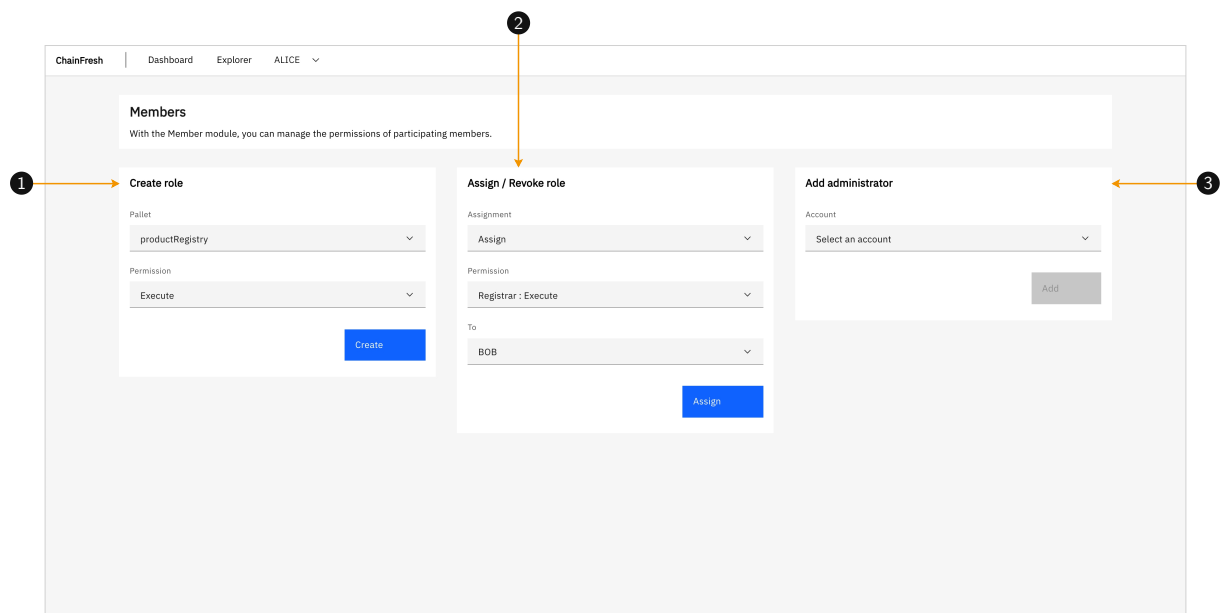 2
ChainFresh Dashboard Explorer ALICE
Members
With the Member module, you can manage the permissions of participating members.
1
Create role
Pallet
productRegistry
Permission
Execute
Create
Assign / Revoke role
Assignment
Assign
Permission
Registrar : Execute
To
BOB
Assign
3
Add administrator
Account
Select an account
Add